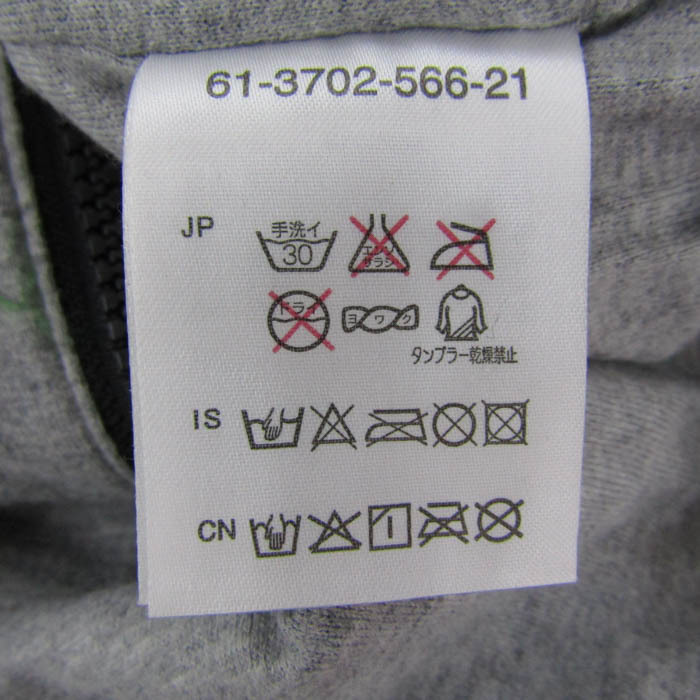 61-3702-566-21
JP 手洗イ 30 エンソ サラシ
ドライ ヨワク
タンプラー乾燥禁止
IS
CN